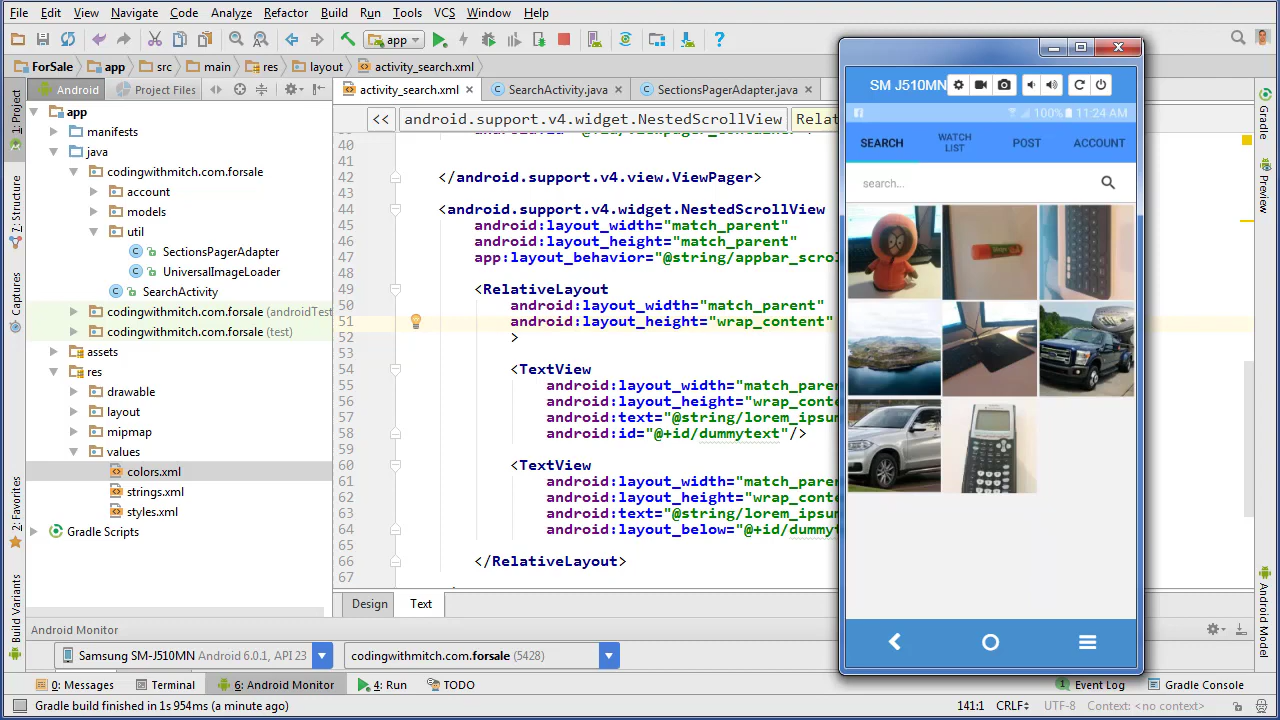 File Edit View Navigate Code Analyze Refactor Build Run Tools VCS Window Help
app
ForSale app src main res layout activity_search.xml
Android Project Files
activity_search.xml SearchActivity.java SectionsPagerAdapter.java
<< android.support.v4.widget.NestedScrollView Relat
1: Project
7: Structure
Captures
2: Favorites
Build Variants
app
manifests
java
codingwithmitch.com.forsale
account
models
util
SectionsPagerAdapter
UniversalImageLoader
SearchActivity
codingwithmitch.com.forsale (androidTest
codingwithmitch.com.forsale (test)
assets
res
drawable
layout
mipmap
values
colors.xml
strings.xml
styles.xml
Gradle Scripts
40
41
42 </android.support.v4.view.ViewPager>
43
44 <android.support.v4.widget.NestedScrollView
45 android:layout_width="match_parent"
46 android:layout_height="match_parent"
47 app:layout_behavior="@string/appbar_scrol
48
49 <RelativeLayout
50 android:layout_width="match_parent"
51 android:layout_height="wrap_content"
52 >
53
54 <TextView
55 android:layout_width="match_paren
56 android:layout_height="wrap_conte
57 android:text="@string/lorem_ipsum
58 android:id="@+id/dummytext"/>
59
60 <TextView
61 android:layout_width="match_paren
62 android:layout_height="wrap_conte
63 android:text="@string/lorem_ipsum
64 android:layout_below="@+id/dummyt
65
66 </RelativeLayout>
67
Design Text
SM J510MN
100% 11:24 AM
SEARCH WATCH LIST POST ACCOUNT
search...
Gradle
Preview
Android Model
Android Monitor
Samsung SM-J510MN Android 6.0.1, API 23
codingwithmitch.com.forsale (5428)
0: Messages Terminal 6: Android Monitor 4: Run TODO 1 Event Log Gradle Console
Gradle build finished in 1s 954ms (a minute ago) 141:1 CRLF UTF-8 Context: <no context>